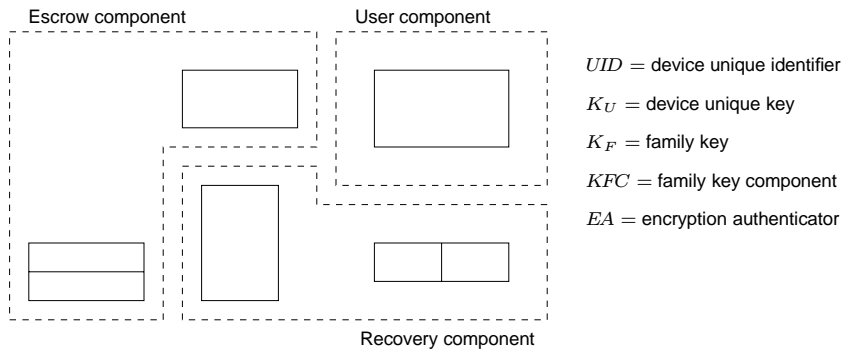 Escrow component
User component
UID = device unique identifier
K_U = device unique key
K_F = family key
KFC = family key component
EA = encryption authenticator
Recovery component